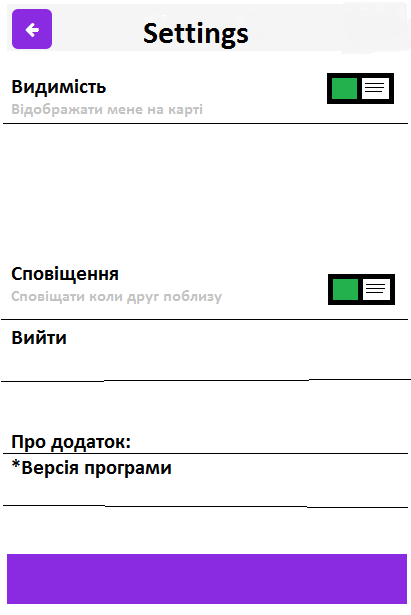 Settings
Видимість
Відображати мене на карті
Сповіщення
Сповіщати коли друг поблизу
Вийти
Про додаток:
*Версія програми